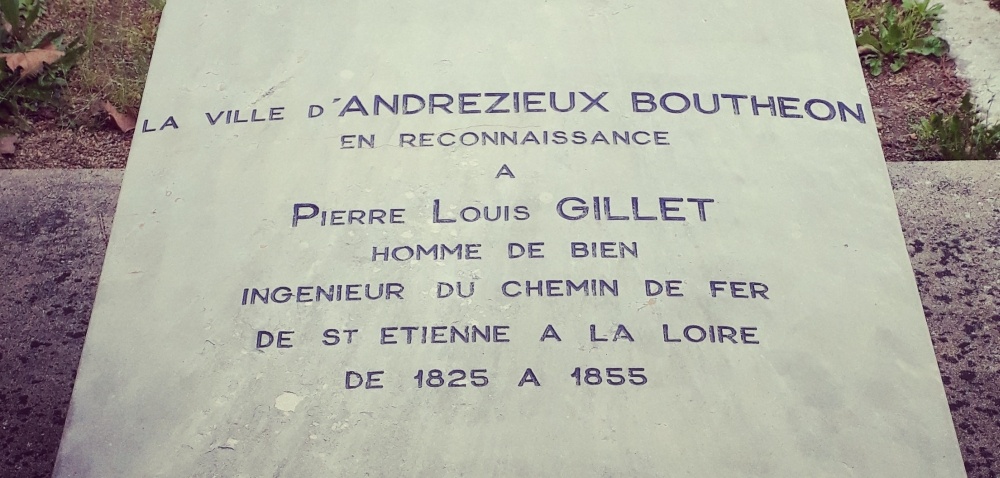 LA VILLE D'ANDREZIEUX BOUTHEON
EN RECONNAISSANCE
A
PIERRE LOUIS GILLET
HOMME DE BIEN
INGENIEUR DU CHEMIN DE FER
DE ST ETIENNE A LA LOIRE
DE 1825 A 1855